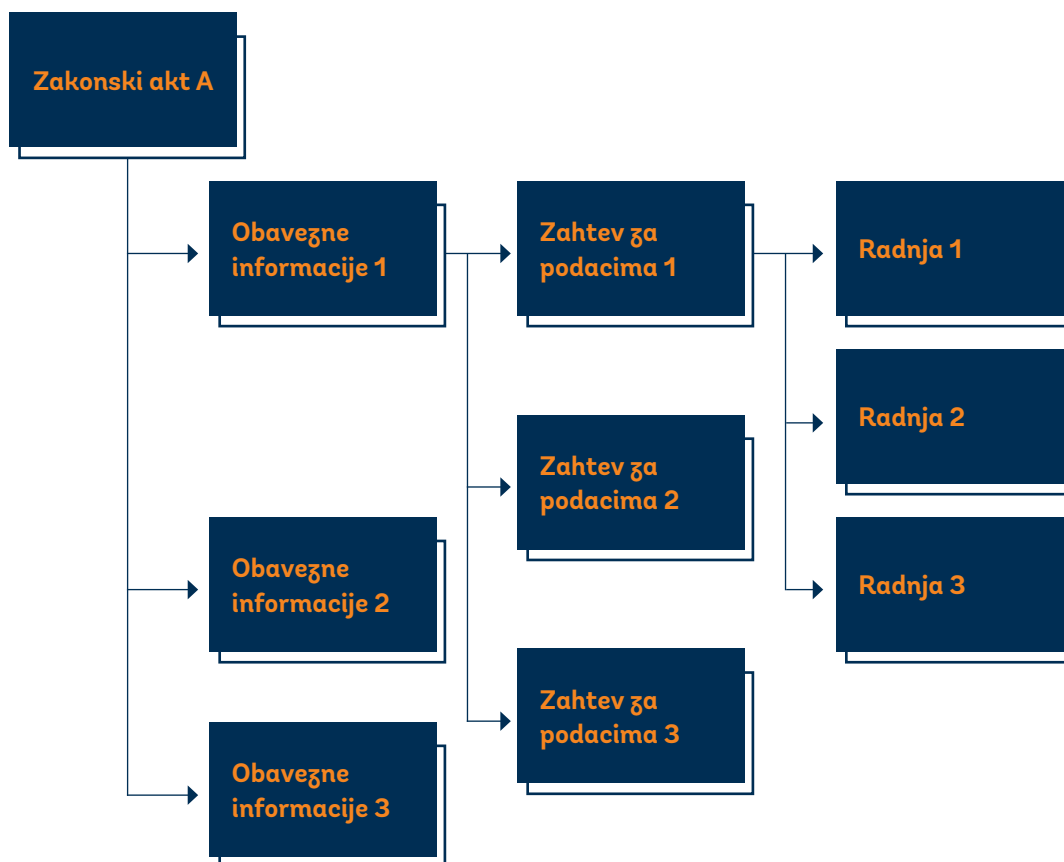 Zakonski akt A
Obavezne
informacije 1
Zahtev za
podacima 1
Radnja 1
Radnja 2
Zahtev za
podacima 2
Obavezne
informacije 2
Radnja 3
Zahtev za
podacima 3
Obavezne
informacije 3